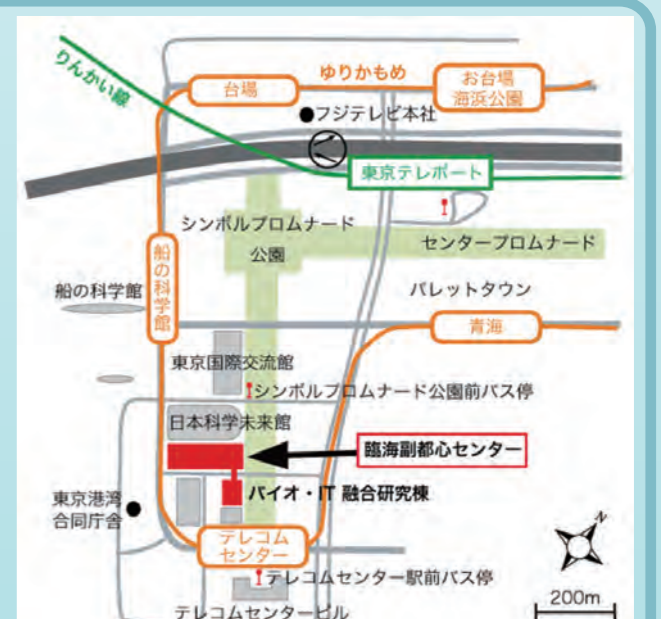 りんかい線
台場
ゆりかもめ
お台場
海浜公園
●フジテレビ本社
東京テレポート
シンボルプロムナード
公園
センタープロムナード
船の科学館
船の科学館
パレットタウン
青海
東京国際交流館
シンボルプロムナード公園前バス停
日本科学未来館
臨海副都心センター
バイオ・IT 融合研究棟
東京港湾
合同庁舎
テレコム
センター
N
テレコムセンター駅前バス停
200m
テレコムセンタービル